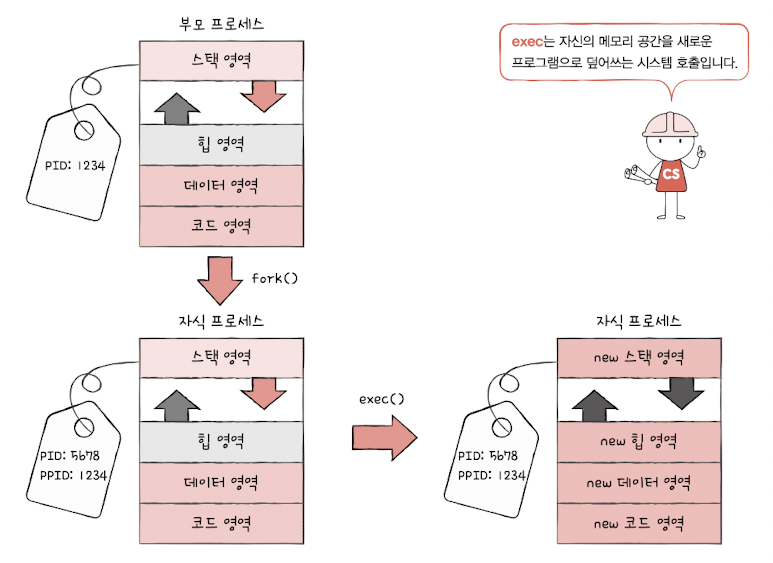 부모 프로세스
스택 영역
힙 영역
데이터 영역
코드 영역
PID: 1234
exec는 자신의 메모리 공간을 새로운
프로그램으로 덮어쓰는 시스템 호출입니다.
CS
fork()
자식 프로세스
스택 영역
힙 영역
데이터 영역
코드 영역
PID: 5678
PPID: 1234
exec()
자식 프로세스
new 스택 영역
new 힙 영역
new 데이터 영역
new 코드 영역
PID: 5678
PPID: 1234